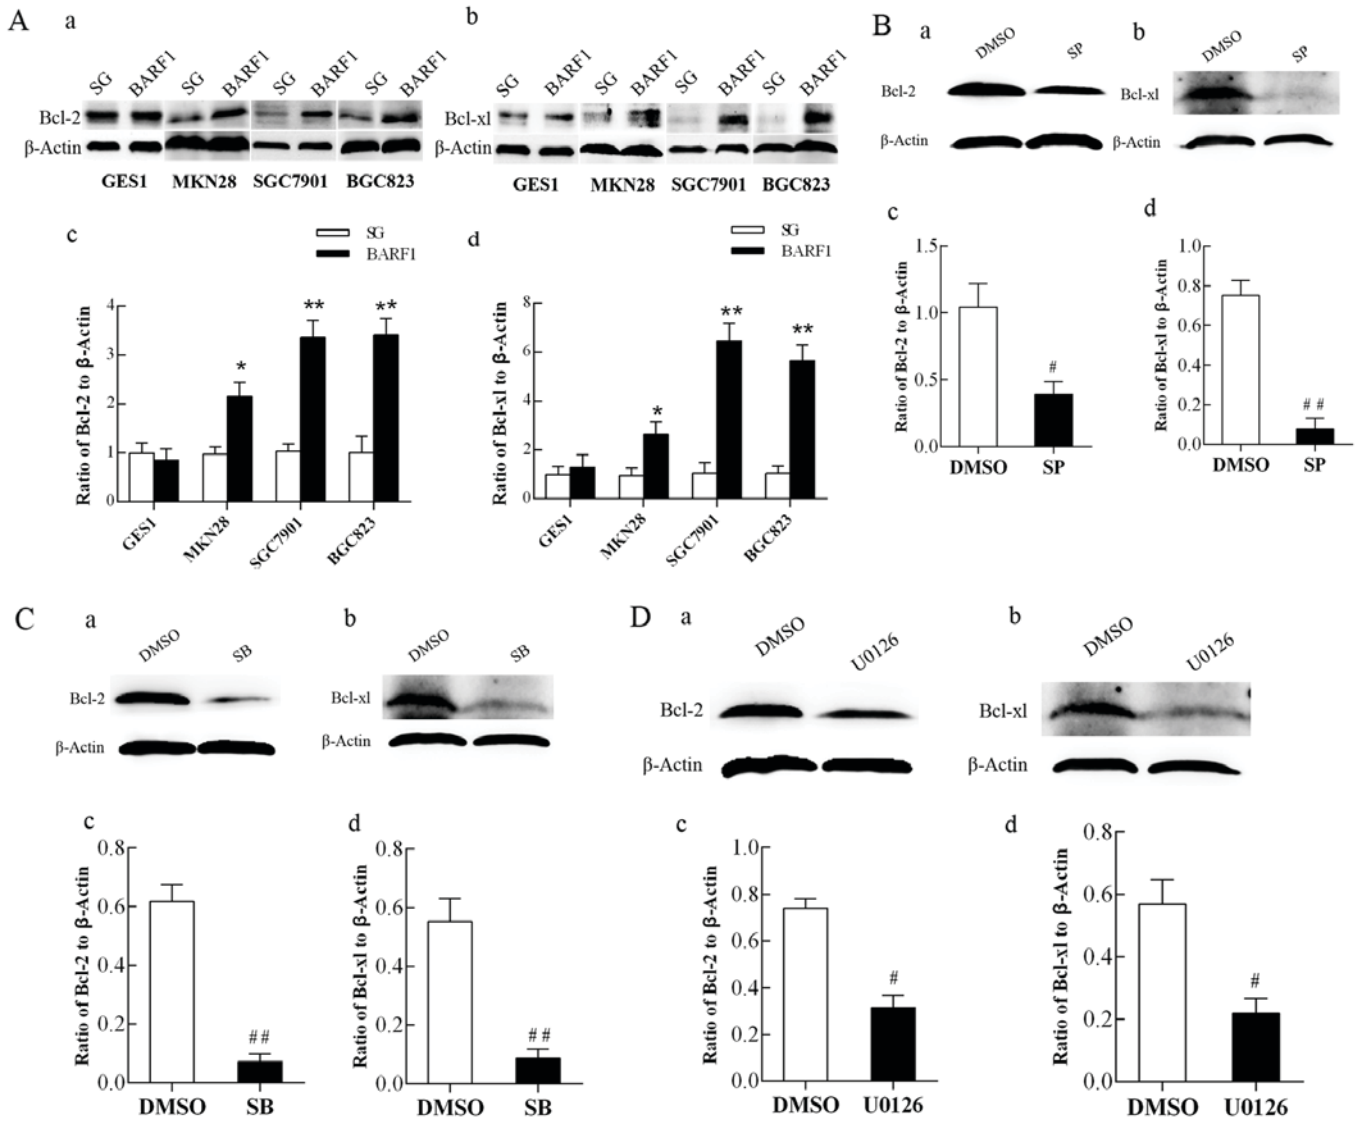 A
a
SG BARF1 SG BARF1 SG BARF1 SG BARF1
Bcl-2
β-Actin
GES1 MKN28 SGC7901 BGC823
b
SG BARF1 SG BARF1 SG BARF1 SG BARF1
Bcl-xl
β-Actin
GES1 MKN28 SGC7901 BGC823
c
SG
BARF1
Ratio of Bcl-2 to β-Actin
4
3
2
1
0
* ** **
GES1 MKN28 SGC7901 BGC823
d
SG
BARF1
Ratio of Bcl-xl to β-Actin
8
6
4
2
0
* ** **
GES1 MKN28 SGC7901 BGC823
B
a
DMSO SP
Bcl-2
β-Actin
b
DMSO SP
Bcl-xl
β-Actin
c
Ratio of Bcl-2 to β-Actin
1.5
1.0
0.5
0.0
#
DMSO SP
d
Ratio of Bcl-xl to β-Actin
1.0
0.8
0.6
0.4
0.2
0.0
# #
DMSO SP
C
a
DMSO SB
Bcl-2
β-Actin
b
DMSO SB
Bcl-xl
β-Actin
c
Ratio of Bcl-2 to β-Actin
0.8
0.6
0.4
0.2
0.0
# #
DMSO SB
d
Ratio of Bcl-xl to β-Actin
0.8
0.6
0.4
0.2
0.0
# #
DMSO SB
D
a
DMSO U0126
Bcl-2
β-Actin
b
DMSO U0126
Bcl-xl
β-Actin
c
Ratio of Bcl-2 to β-Actin
1.0
0.8
0.6
0.4
0.2
0.0
#
DMSO U0126
d
Ratio of Bcl-xl to β-Actin
0.8
0.6
0.4
0.2
0.0
#
DMSO U0126